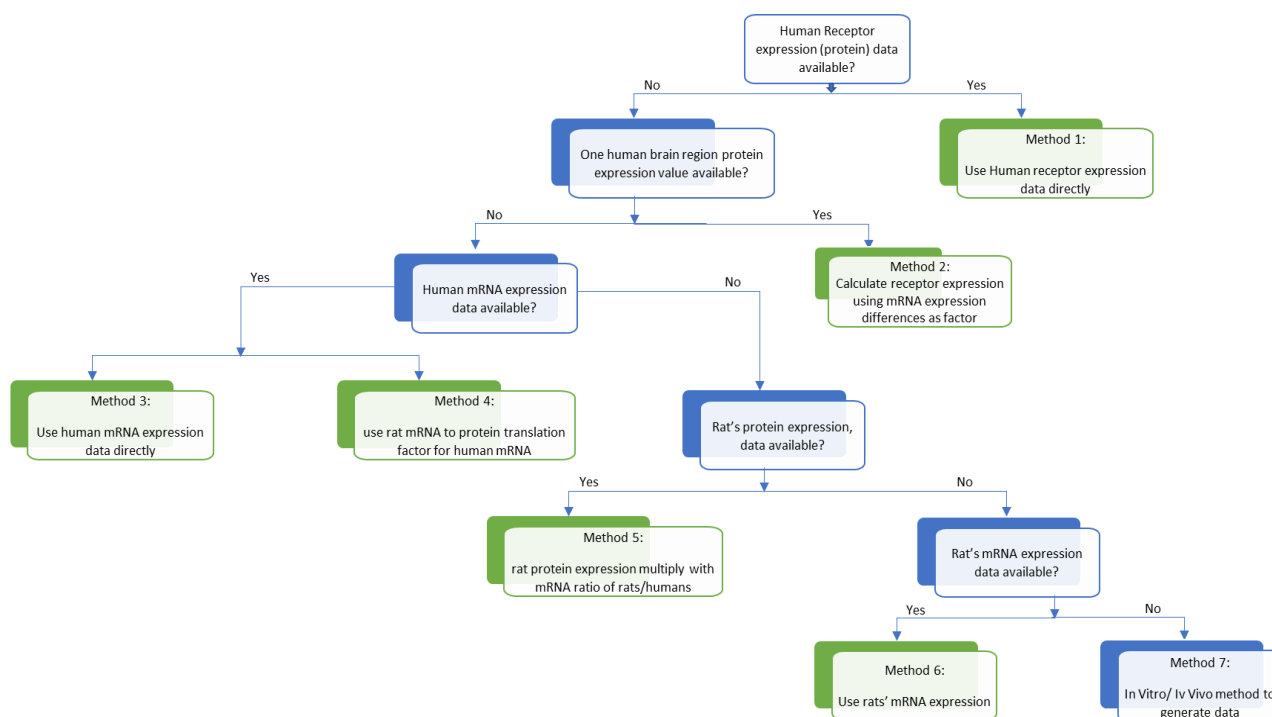 Human Receptor
expression (protein) data
available?
No
Yes
One human brain region protein
expression value available?
Method 1:
Use Human receptor expression
data directly
No
Yes
Human mRNA expression
data available?
Method 2:
Calculate receptor expression
using mRNA expression
differences as factor
Yes
No
Method 3:
Use human mRNA expression
data directly
Method 4:
use rat mRNA to protein translation
factor for human mRNA
Rat's protein expression,
data available?
Yes
No
Method 5:
rat protein expression multiply with
mRNA ratio of rats/humans
Rat's mRNA expression
data available?
Yes
No
Method 6:
Use rats' mRNA expression
Method 7:
In Vitro/ Iv Vivo method to
generate data